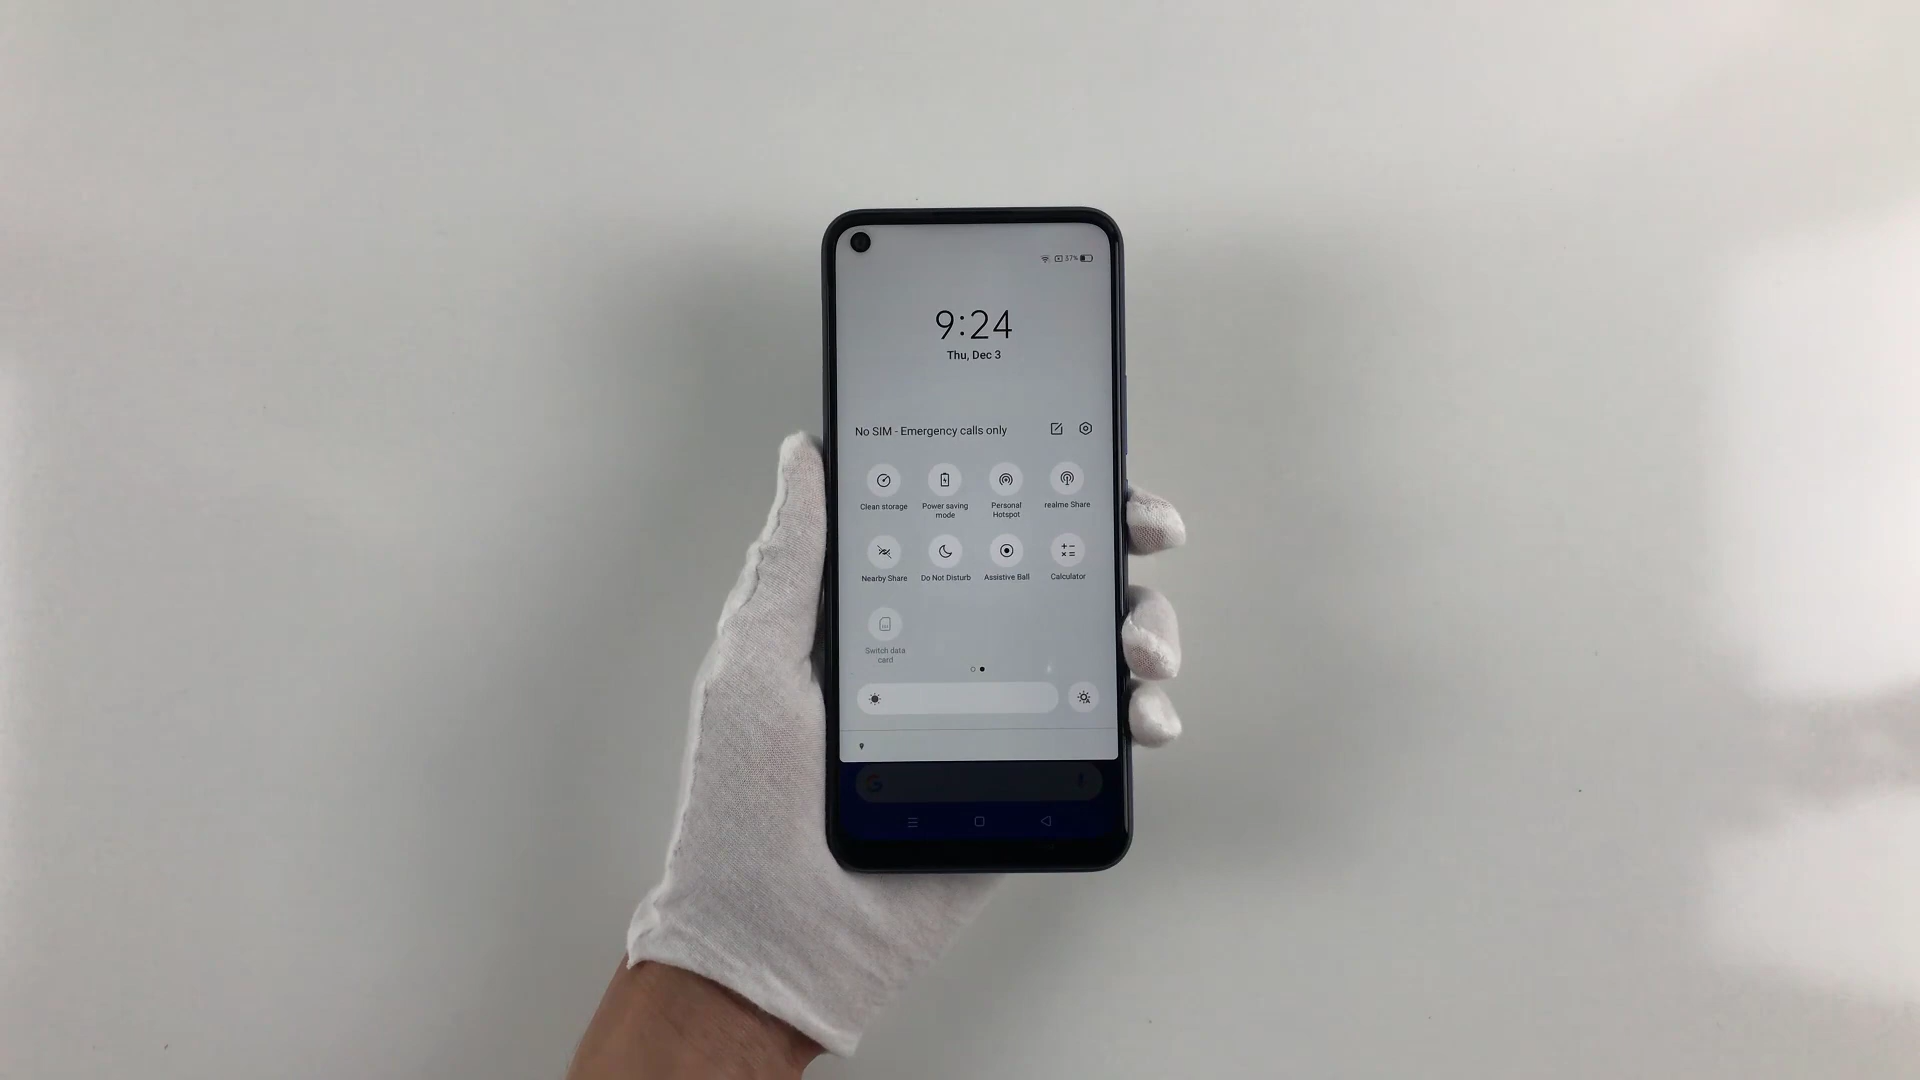 37%
9:24
Thu, Dec 3
No SIM - Emergency calls only
Clean storage
Power saving
mode
Personal
Hotspot
realme Share
Nearby Share
Do Not Disturb
Assistive Ball
Calculator
Switch data
card
G